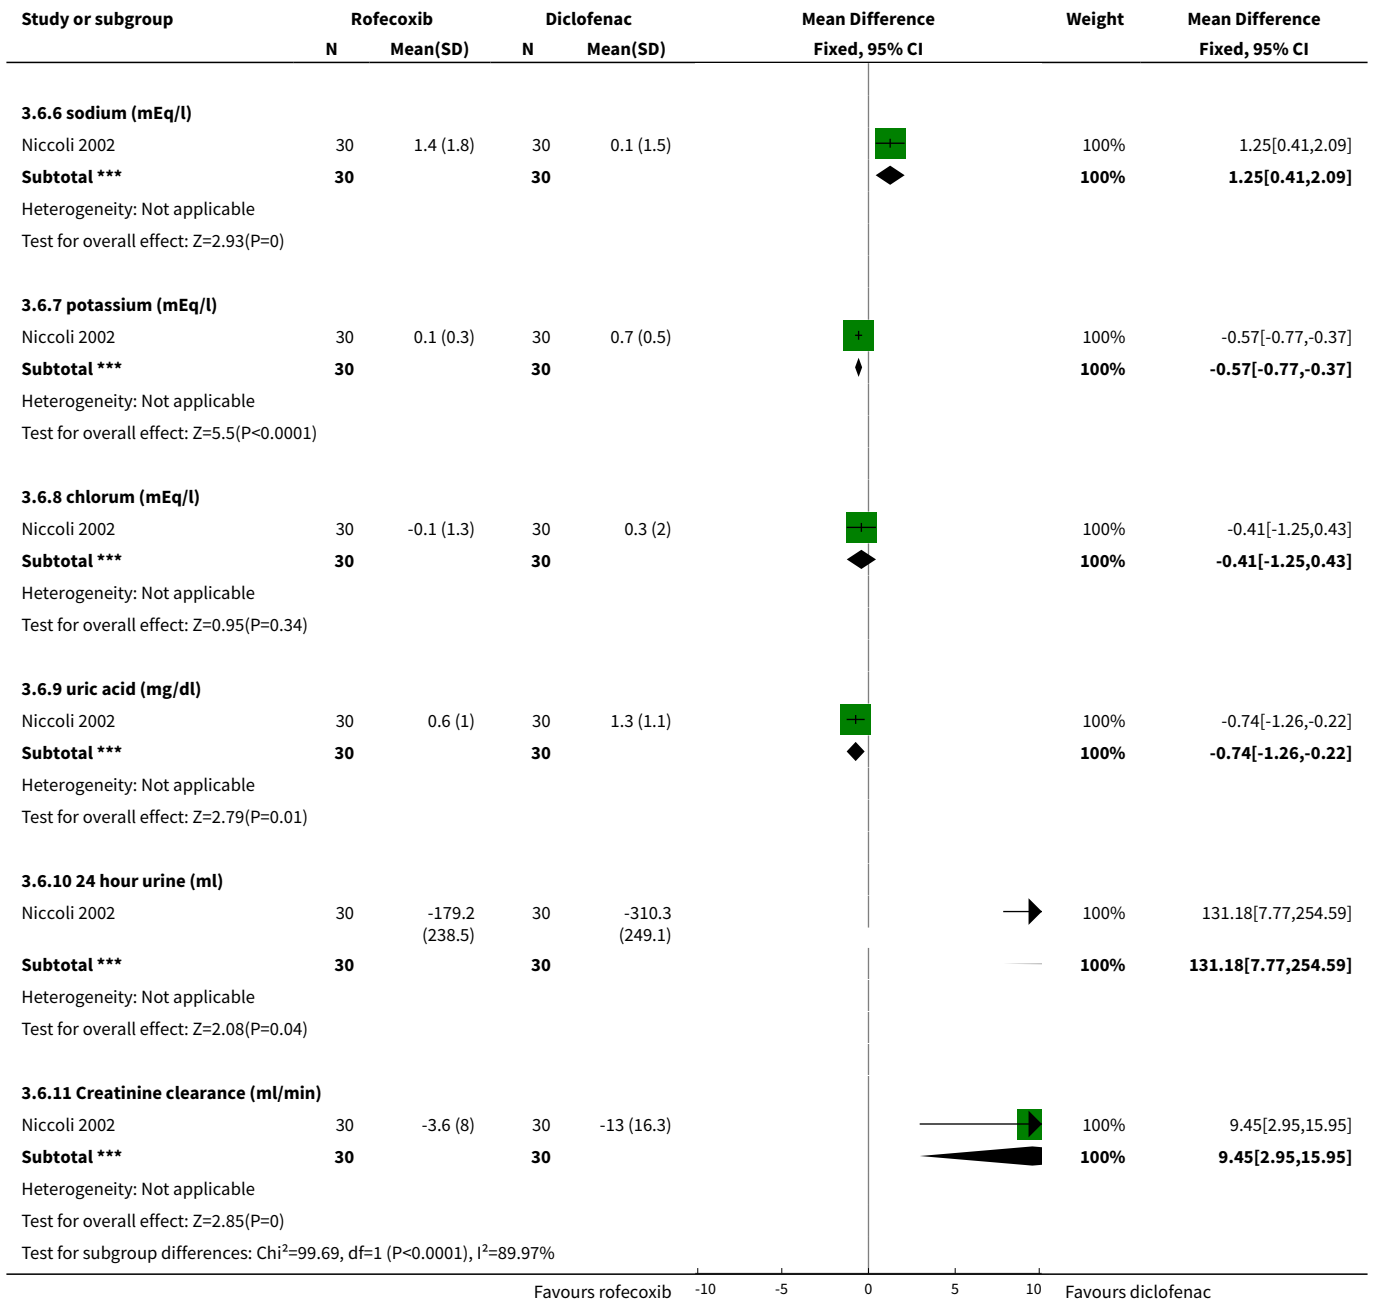 Study or subgroup Rofecoxib Diclofenac Mean Difference Weight Mean Difference
N Mean(SD) N Mean(SD) Fixed, 95% CI Fixed, 95% CI
3.6.6 sodium (mEq/l)
Niccoli 2002 30 1.4 (1.8) 30 0.1 (1.5) 100% 1.25[0.41,2.09]
Subtotal *** 30 30 100% 1.25[0.41,2.09]
Heterogeneity: Not applicable
Test for overall effect: Z=2.93(P=0)
3.6.7 potassium (mEq/l)
Niccoli 2002 30 0.1 (0.3) 30 0.7 (0.5) 100% -0.57[-0.77,-0.37]
Subtotal *** 30 30 100% -0.57[-0.77,-0.37]
Heterogeneity: Not applicable
Test for overall effect: Z=5.5(P<0.0001)
3.6.8 chlorum (mEq/l)
Niccoli 2002 30 -0.1 (1.3) 30 0.3 (2) 100% -0.41[-1.25,0.43]
Subtotal *** 30 30 100% -0.41[-1.25,0.43]
Heterogeneity: Not applicable
Test for overall effect: Z=0.95(P=0.34)
3.6.9 uric acid (mg/dl)
Niccoli 2002 30 0.6 (1) 30 1.3 (1.1) 100% -0.74[-1.26,-0.22]
Subtotal *** 30 30 100% -0.74[-1.26,-0.22]
Heterogeneity: Not applicable
Test for overall effect: Z=2.79(P=0.01)
3.6.10 24 hour urine (ml)
Niccoli 2002 30 -179.2 30 -310.3 100% 131.18[7.77,254.59]
(238.5) (249.1)
Subtotal *** 30 30 100% 131.18[7.77,254.59]
Heterogeneity: Not applicable
Test for overall effect: Z=2.08(P=0.04)
3.6.11 Creatinine clearance (ml/min)
Niccoli 2002 30 -3.6 (8) 30 -13 (16.3) 100% 9.45[2.95,15.95]
Subtotal *** 30 30 100% 9.45[2.95,15.95]
Heterogeneity: Not applicable
Test for overall effect: Z=2.85(P=0)
Test for subgroup differences: Chi²=99.69, df=1 (P<0.0001), I²=89.97%
Favours rofecoxib -10 -5 0 5 10 Favours diclofenac